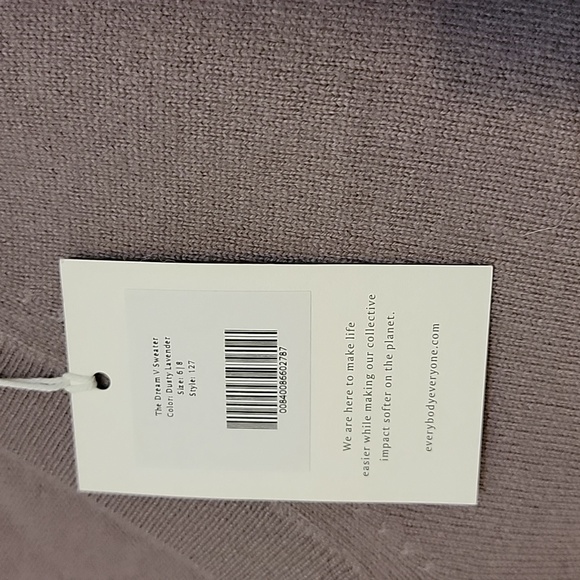 The Dream V Sweater
Color: Dusty Lavender
Size: 6|8
Style: 127
00840086602787
We are here to make life
easier while making our collective
impact softer on the planet.
everybodyeveryone.com